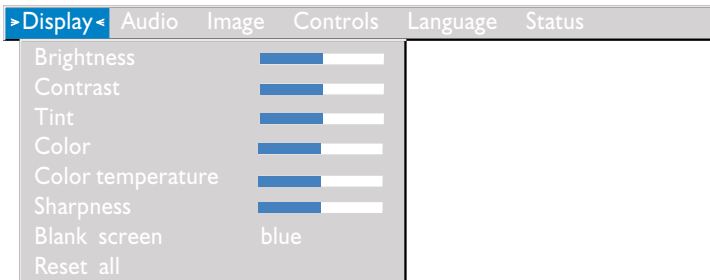 >Display< Audio Image Controls Language Status
Brightness
Contrast
Tint
Color
Color temperature
Sharpness
Blank screen blue
Reset all